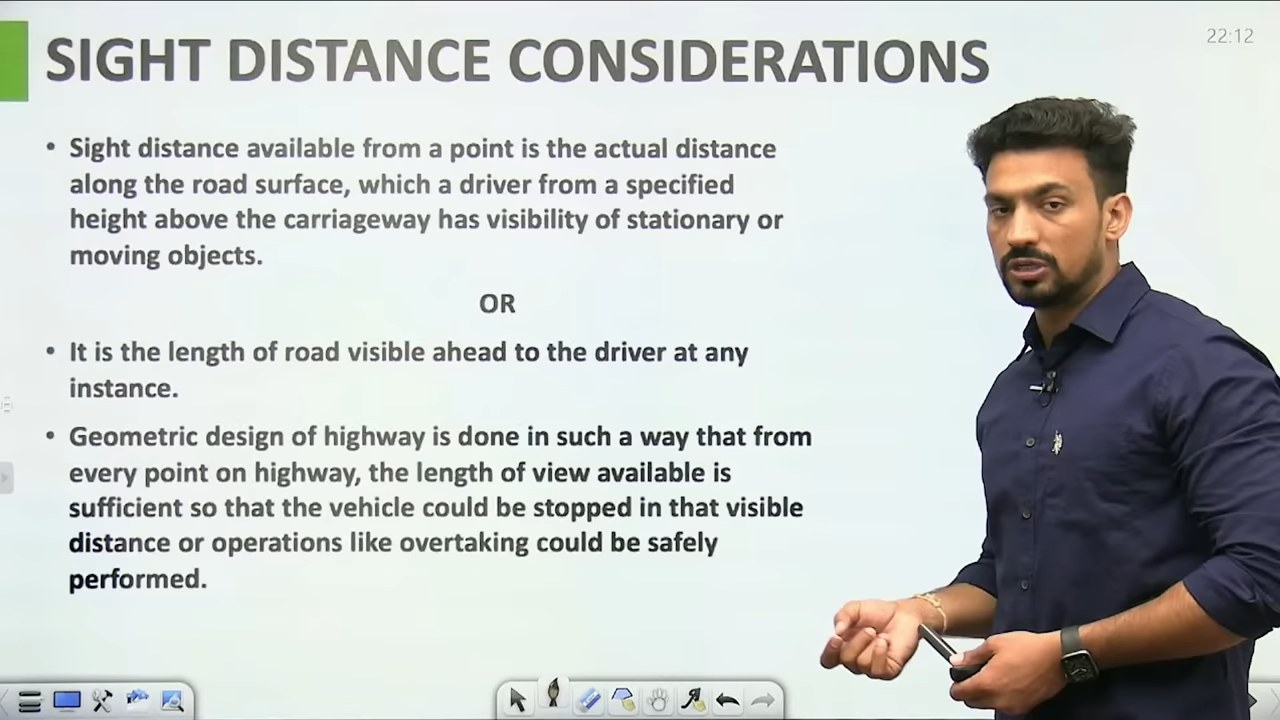 SIGHT DISTANCE CONSIDERATIONS
22:12
• Sight distance available from a point is the actual distance
along the road surface, which a driver from a specified
height above the carriageway has visibility of stationary or
moving objects.
OR
• It is the length of road visible ahead to the driver at any
instance.
• Geometric design of highway is done in such a way that from
every point on highway, the length of view available is
sufficient so that the vehicle could be stopped in that visible
distance or operations like overtaking could be safely
performed.